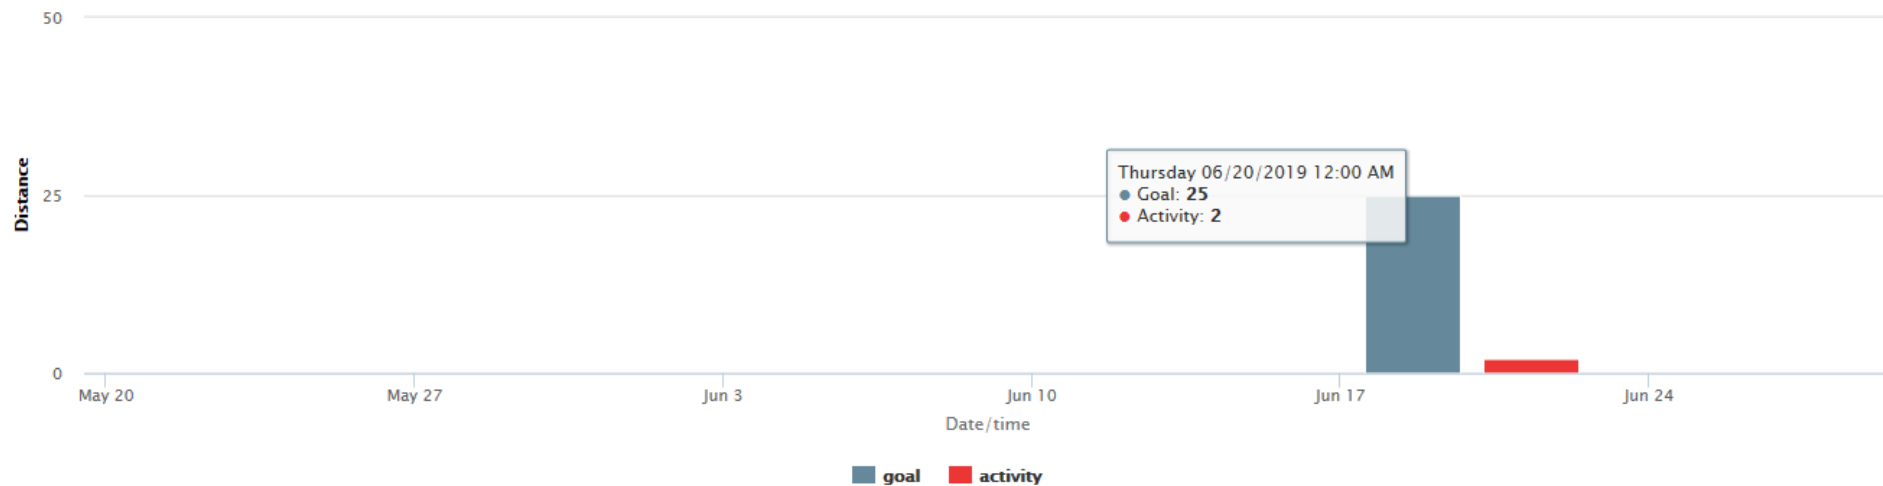 50
Distance
25
0
Thursday 06/20/2019 12:00 AM
Goal: 25
Activity: 2
May 20 May 27 Jun 3 Jun 10 Jun 17 Jun 24
Date/time
goal activity